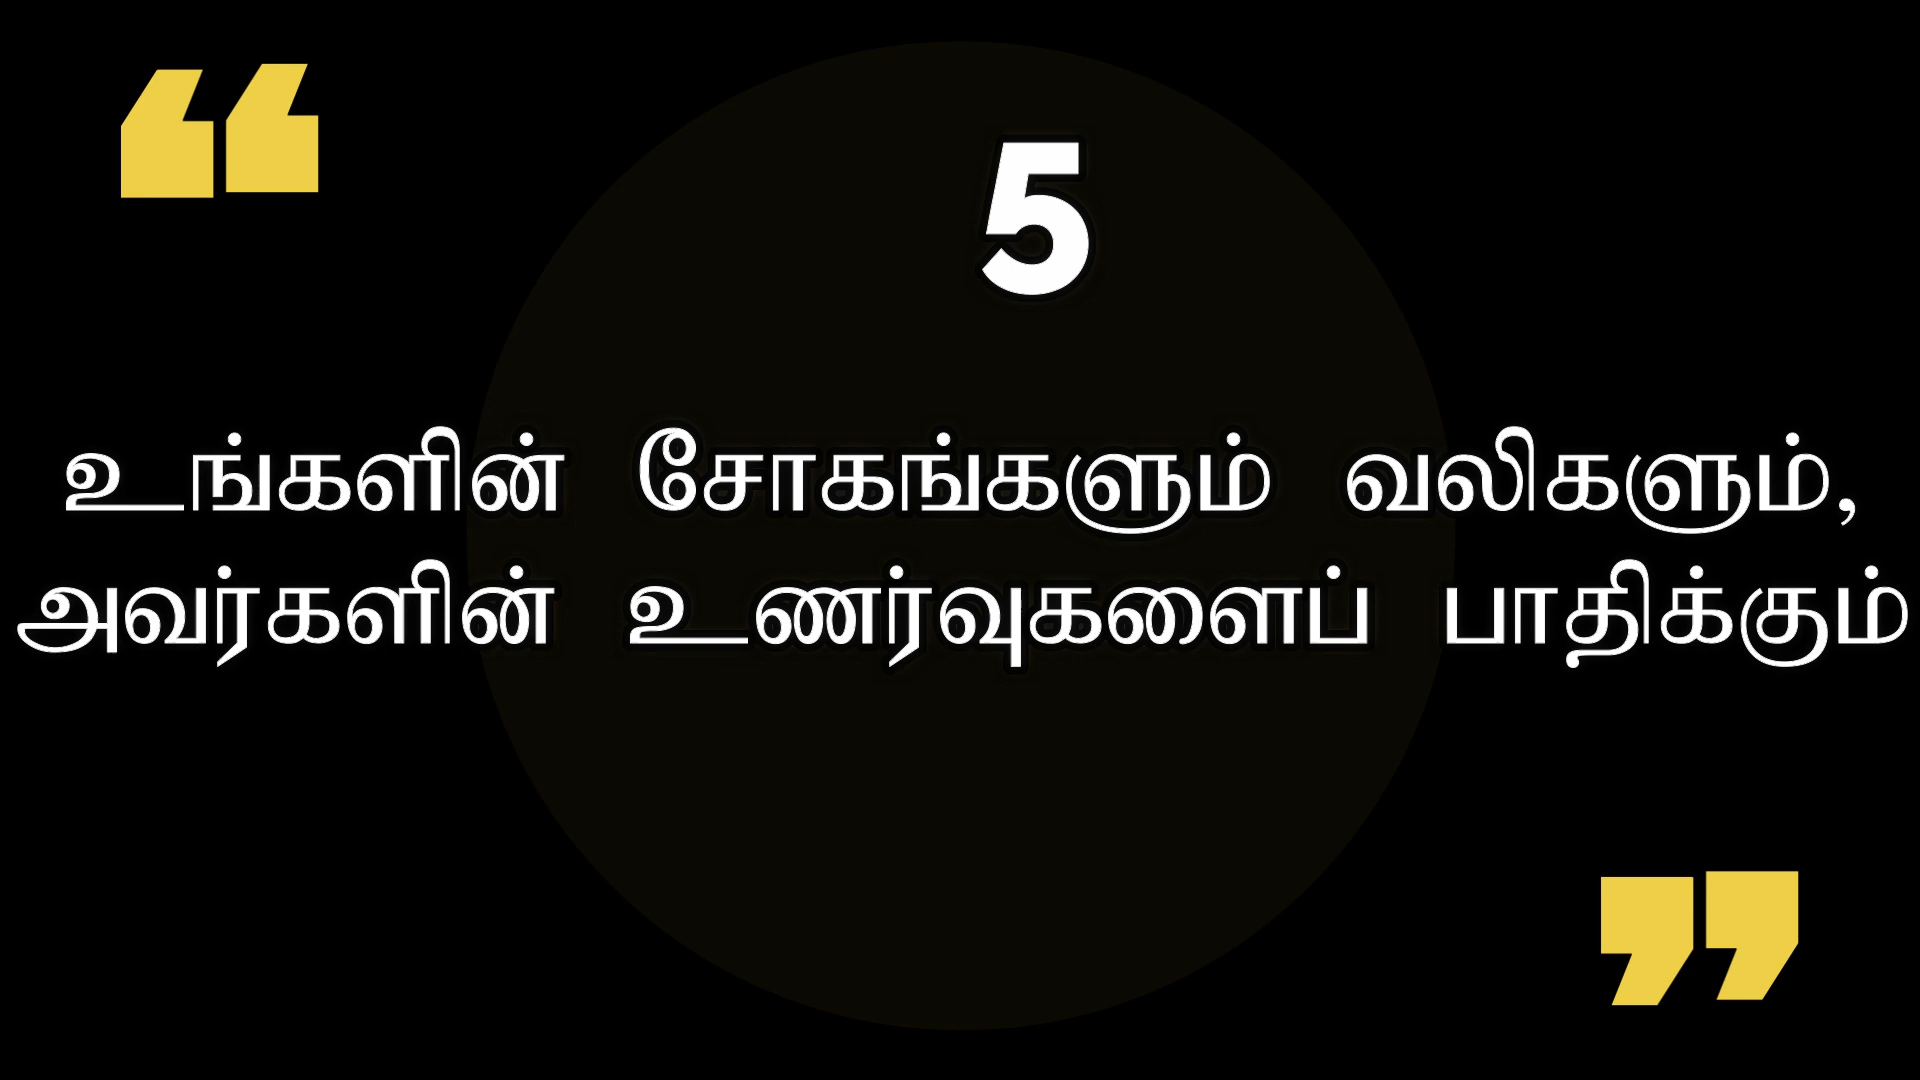 “
5
உங்களின் சோகங்களும் வலிகளும்,
அவர்களின் உணர்வுகளைப் பாதிக்கும்
”